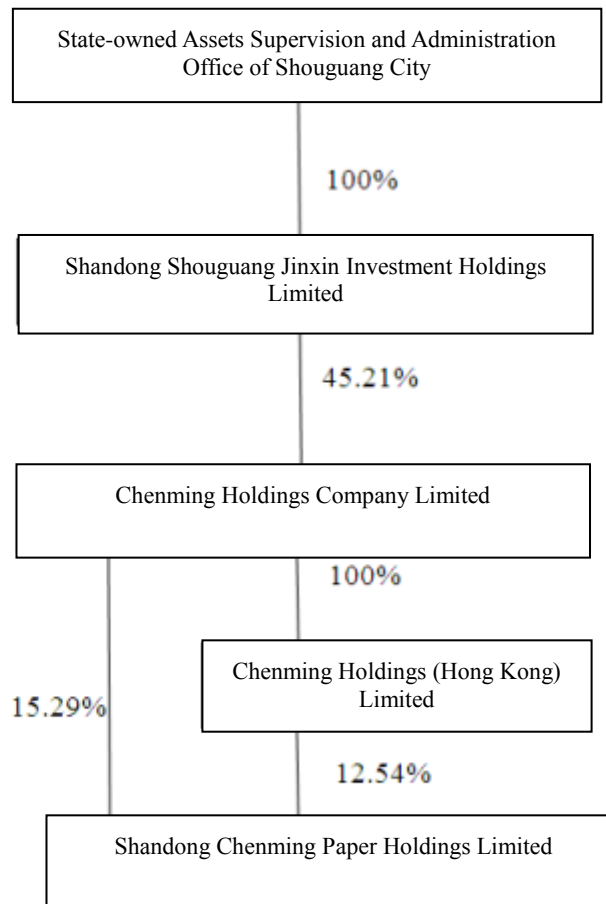 State-owned Assets Supervision and Administration
Office of Shouguang City
100%
Shandong Shouguang Jinxin Investment Holdings
Limited
45.21%
Chenming Holdings Company Limited
100%
Chenming Holdings (Hong Kong)
Limited
15.29%
12.54%
Shandong Chenming Paper Holdings Limited